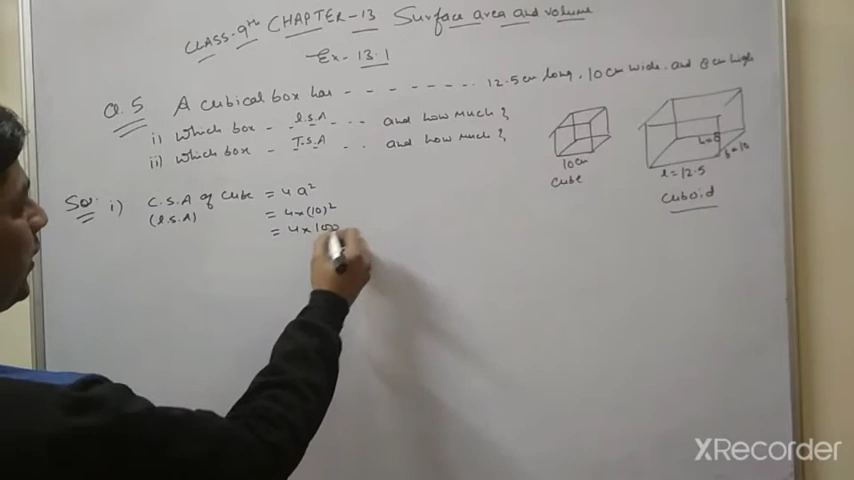 CLASS-9th CHAPTER-13 Surface area and volume
Ex-13.1
Q.5 A cubical box has - - - - - - - - 12.5cm long, 10cm wide and 8cm high
i) Which box - - L.S.A - - - and how much?
ii) Which box - - T.S.A - - and how much?
10cm
cube
h=8
b=10
l=12.5
cuboid
Sol. i) C.S.A of cube = 4a²
(L.S.A) = 4×(10)²
= 4×100
XRecorder